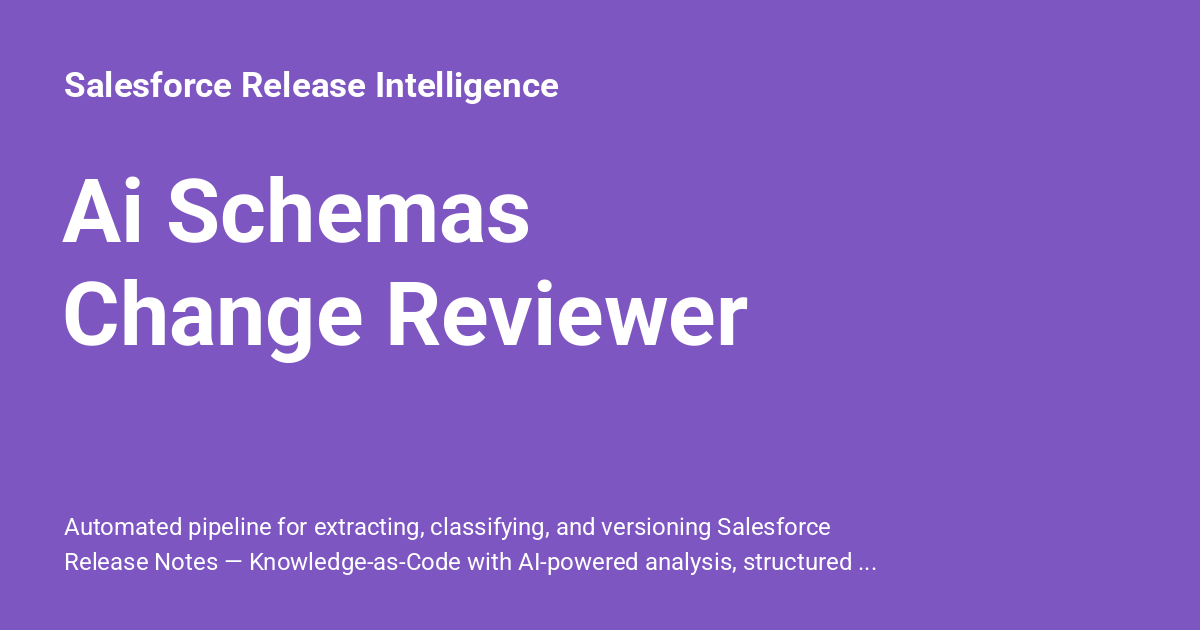 Salesforce Release Intelligence
Ai Schemas
Change Reviewer
Automated pipeline for extracting, classifying, and versioning Salesforce
Release Notes — Knowledge-as-Code with AI-powered analysis, structured ...